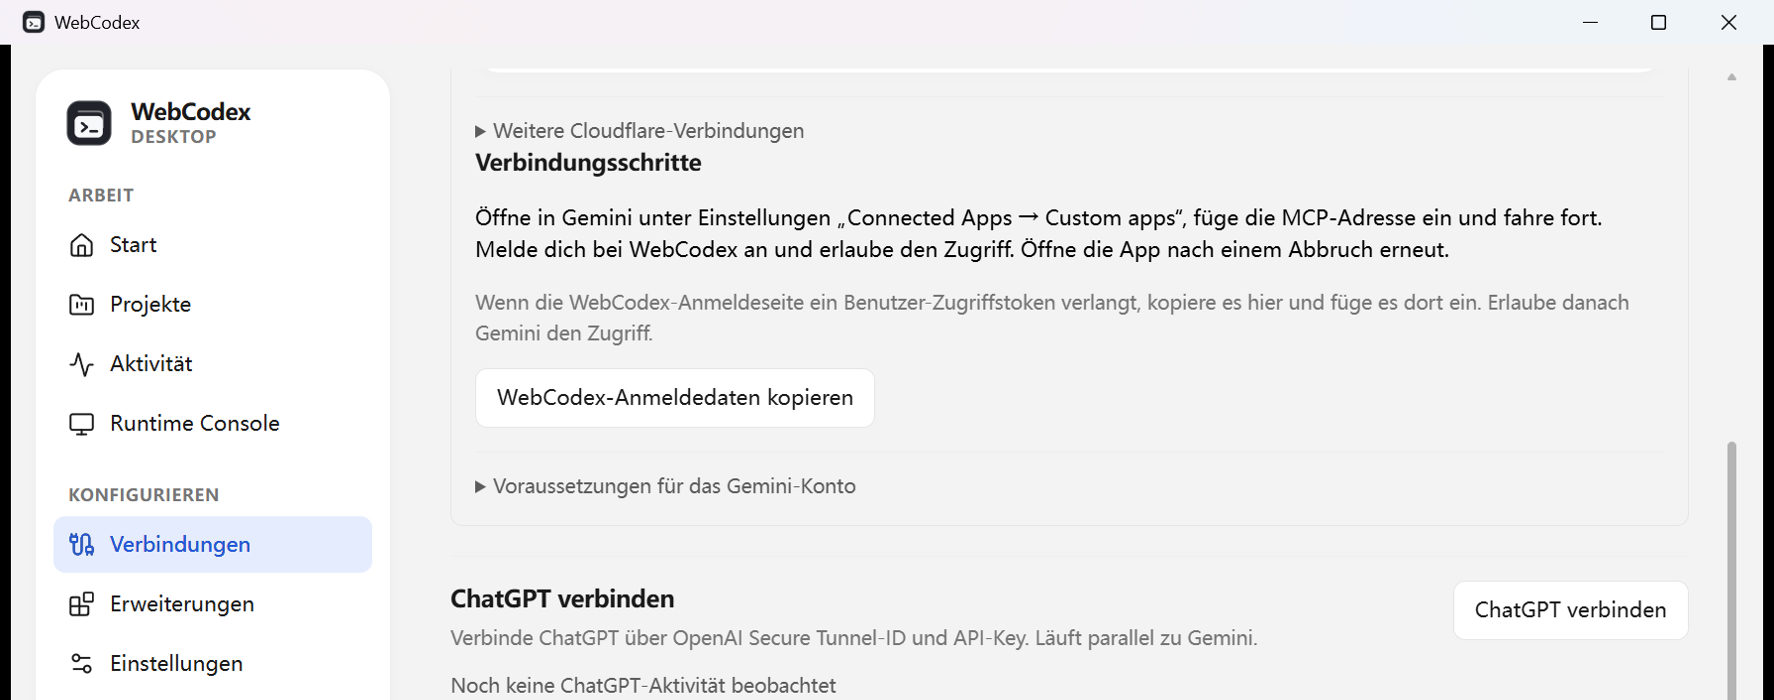 WebCodex
WebCodex
DESKTOP
ARBEIT
Start
Projekte
Aktivität
Runtime Console
KONFIGURIEREN
Verbindungen
Erweiterungen
Einstellungen
Weitere Cloudflare-Verbindungen
Verbindungsschritte
Öffne in Gemini unter Einstellungen „Connected Apps → Custom apps“, füge die MCP-Adresse ein und fahre fort.
Melde dich bei WebCodex an und erlaube den Zugriff. Öffne die App nach einem Abbruch erneut.
Wenn die WebCodex-Anmeldeseite ein Benutzer-Zugriffstoken verlangt, kopiere es hier und füge es dort ein. Erlaube danach
Gemini den Zugriff.
WebCodex-Anmeldedaten kopieren
Voraussetzungen für das Gemini-Konto
ChatGPT verbinden
ChatGPT verbinden
Verbinde ChatGPT über OpenAI Secure Tunnel-ID und API-Key. Läuft parallel zu Gemini.
Noch keine ChatGPT-Aktivität beobachtet